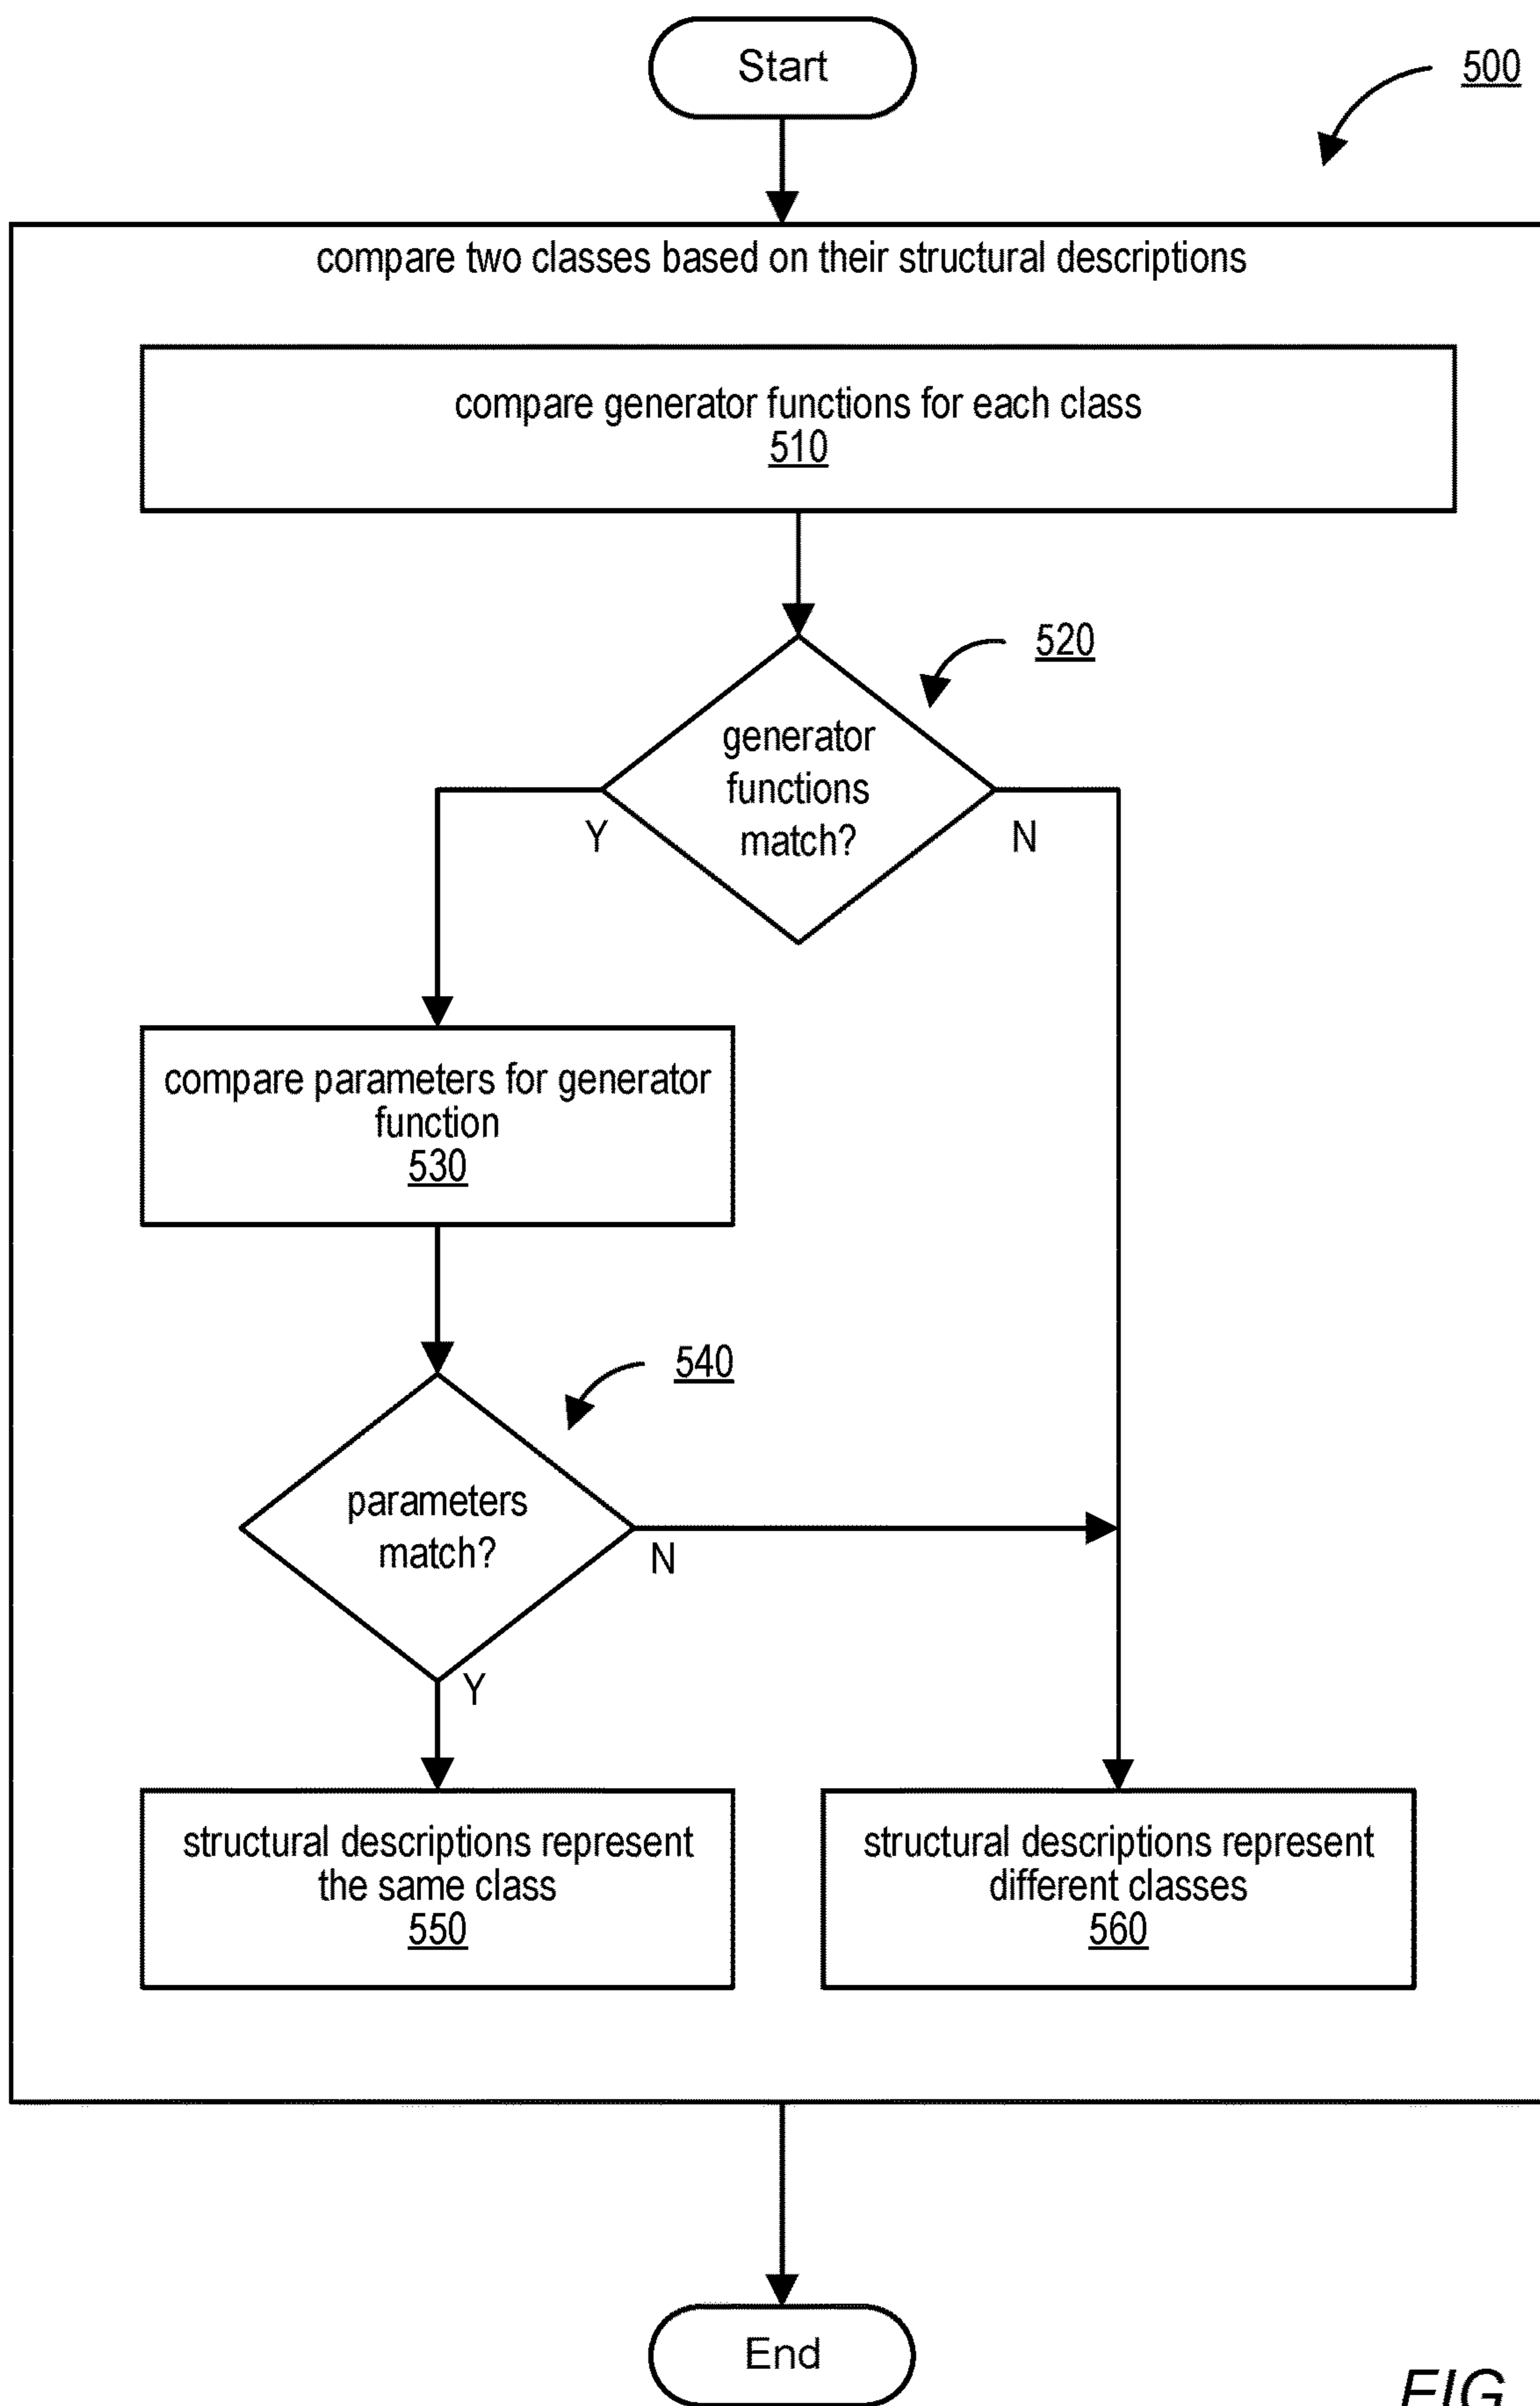 Start
500
compare two classes based on their structural descriptions
compare generator functions for each class
510
520
generator
functions
match?
Y
N
compare parameters for generator
function
530
540
parameters
match?
N
Y
structural descriptions represent
the same class
550
structural descriptions represent
different classes
560
End
FIG